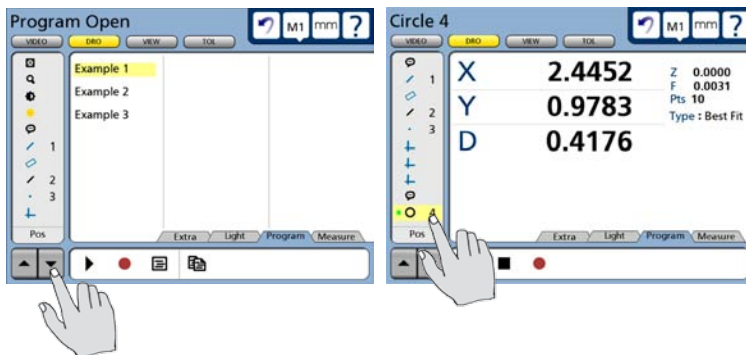 Program Open
M1 mm ?
VIDEO DRO VIEW TOL
Example 1
Example 2
Example 3
1
2
3
Pos
Extra Light Program Measure
Circle 4
M1 mm ?
VIDEO DRO VIEW TOL
X 2.4452
Y 0.9783
D 0.4176
Z 0.0000
F 0.0031
Pts 10
Type : Best Fit
1
2
3
4
Pos
Extra Light Program Measure